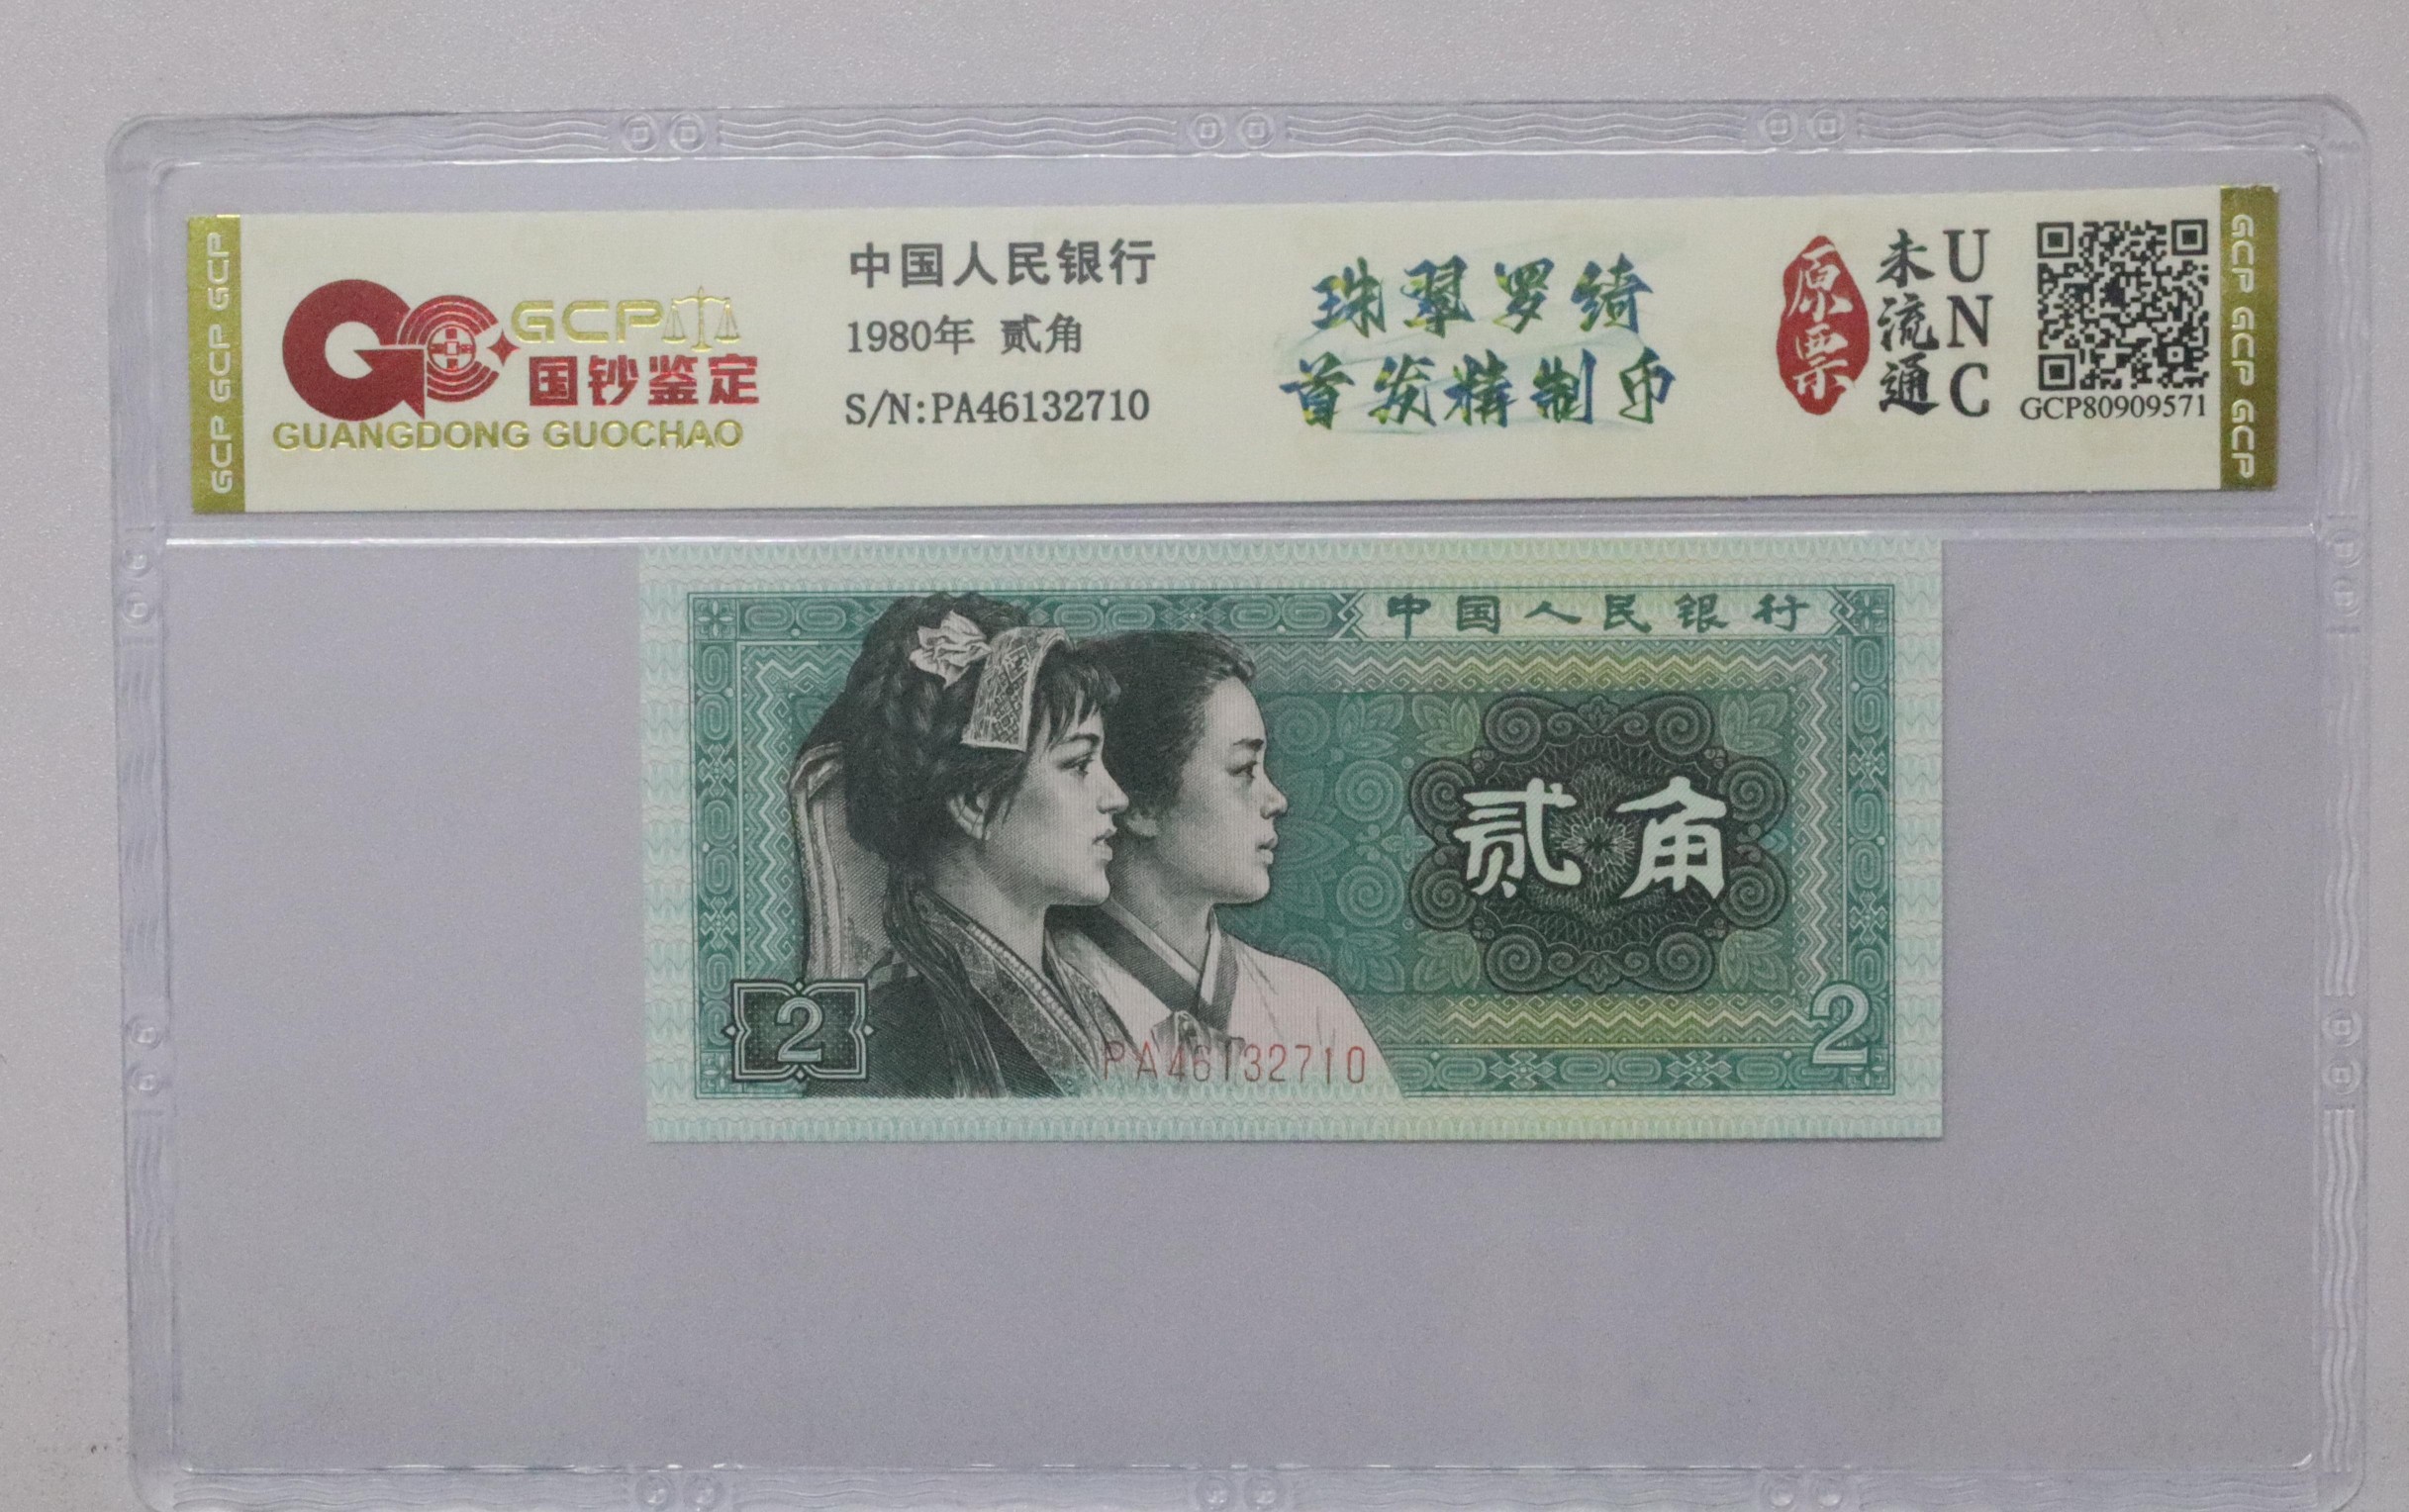 GCP GCP GCP
GCP
国钞鉴定
GUANGDONG GUOCHAO
中国人民银行
1980年 贰角
S/N:PA46132710
珠翠罗绮
首发精制币
原票
未流通
UNC
GCP80909571
GCP GCP GCP
中国人民银行
贰角
2
2
PA46132710